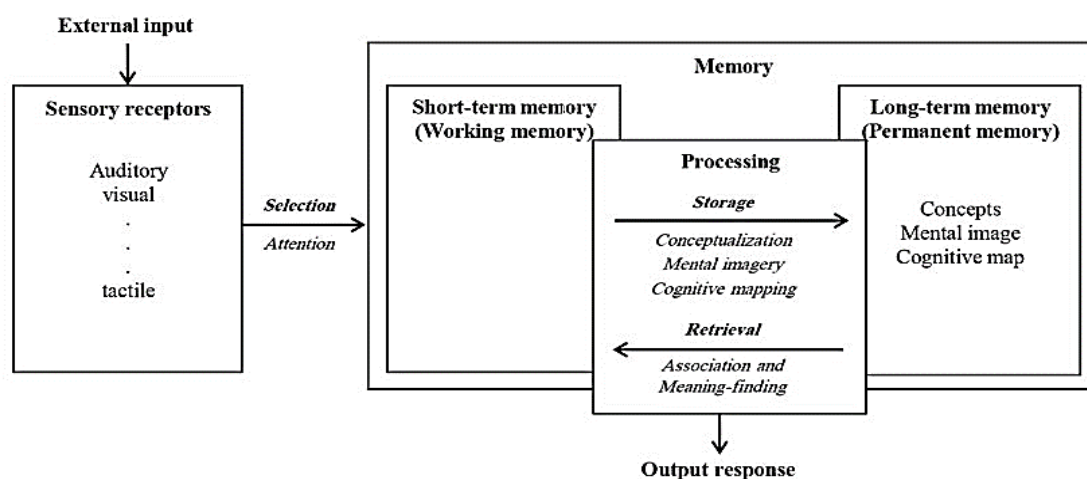 External input
Sensory receptors
Auditory
visual
.
.
.
tactile
Selection
Attention
Memory
Short-term memory
(Working memory)
Processing
Storage
Conceptualization
Mental imagery
Cognitive mapping
Retrieval
Association and
Meaning-finding
Long-term memory
(Permanent memory)
Concepts
Mental image
Cognitive map
Output response